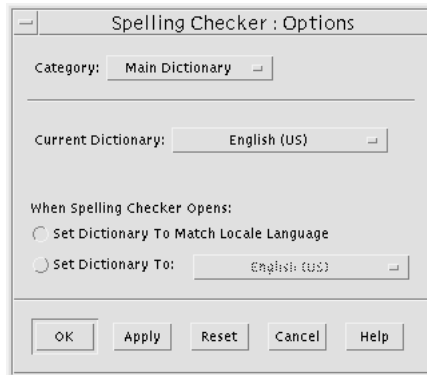 Spelling Checker : Options
Category: Main Dictionary
Current Dictionary: English (US)
When Spelling Checker Opens:
Set Dictionary To Match Locale Language
Set Dictionary To: English (US)
OK Apply Reset Cancel Help